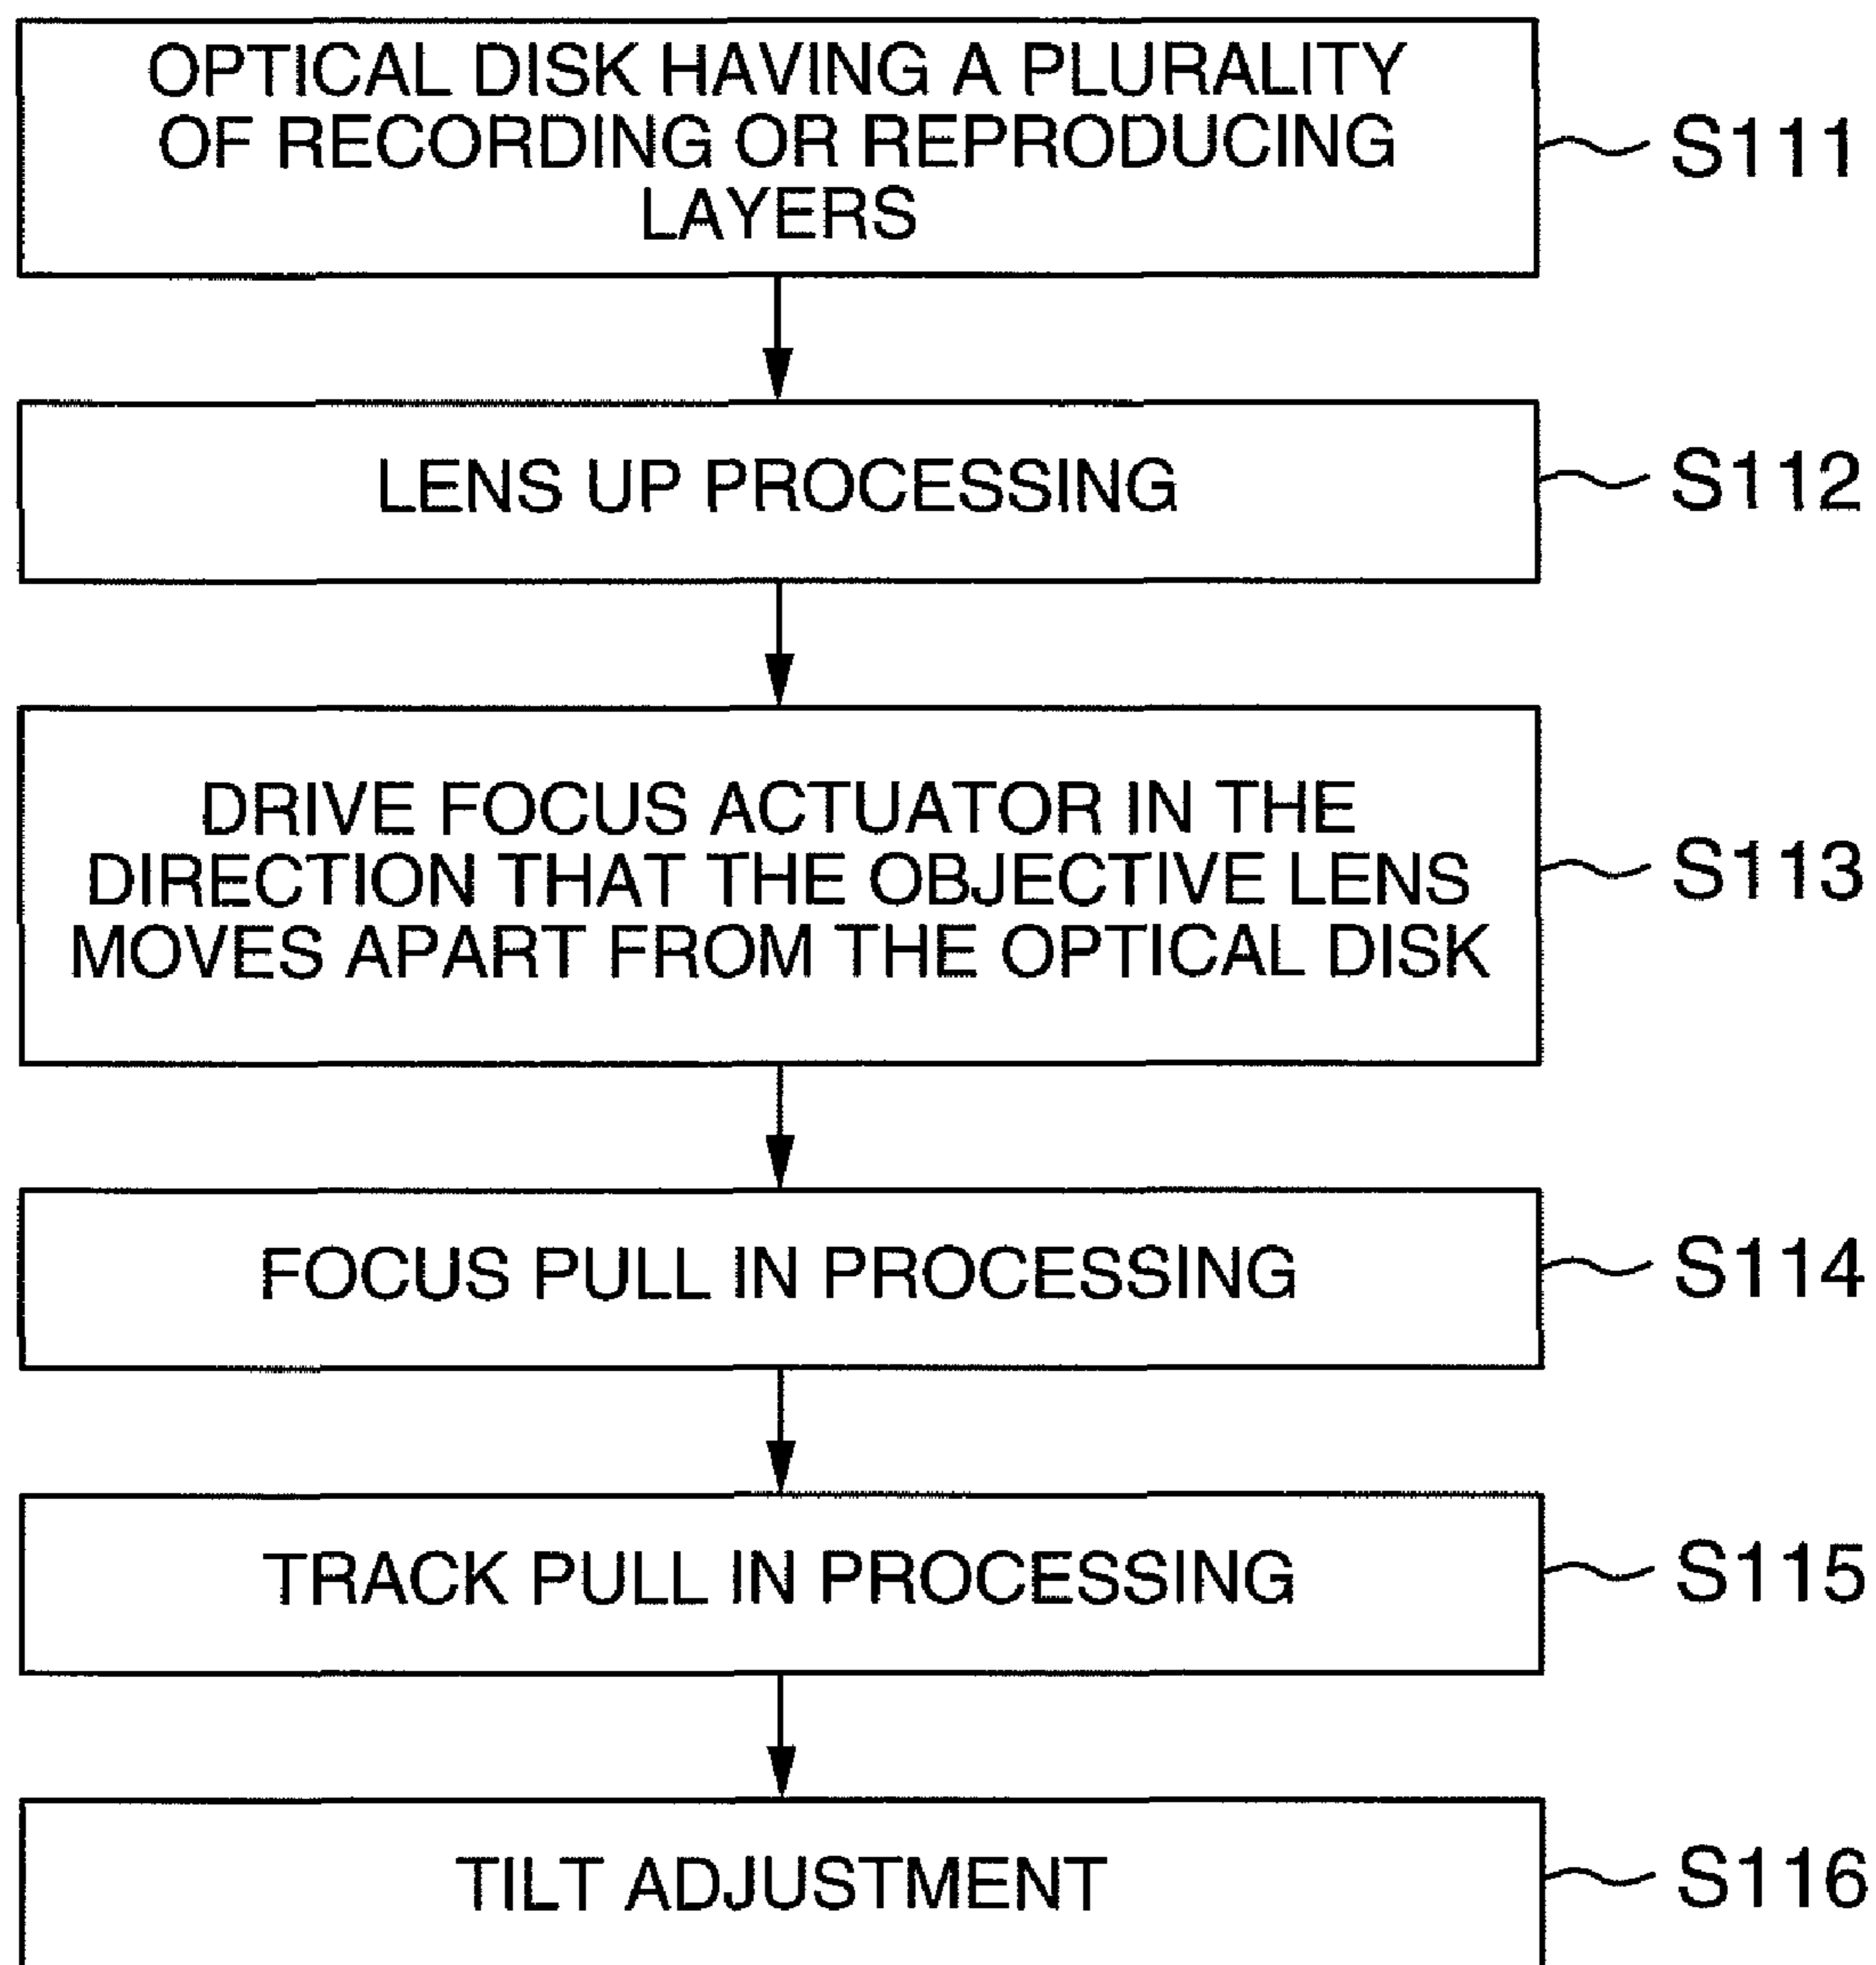 OPTICAL DISK HAVING A PLURALITY
OF RECORDING OR REPRODUCING
LAYERS
S111
LENS UP PROCESSING
S112
DRIVE FOCUS ACTUATOR IN THE
DIRECTION THAT THE OBJECTIVE LENS
MOVES APART FROM THE OPTICAL DISK
S113
FOCUS PULL IN PROCESSING
S114
TRACK PULL IN PROCESSING
S115
TILT ADJUSTMENT
S116